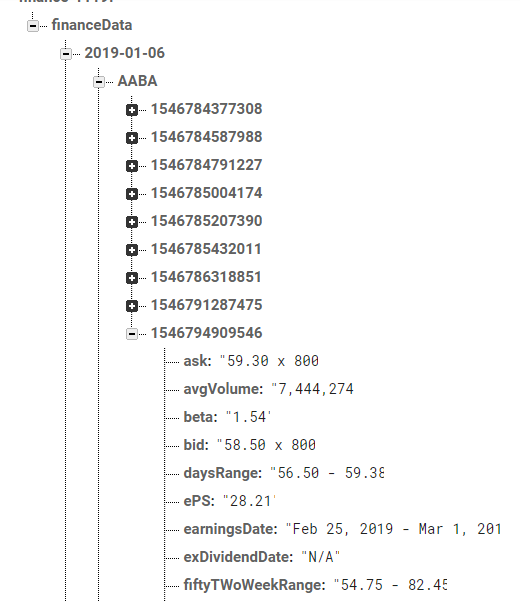 financeData
2019-01-06
AABA
1546784377308
1546784587988
1546784791227
1546785004174
1546785207390
1546785432011
1546786318851
1546791287475
1546794909546
ask: "59.30 x 800
avgVolume: "7,444,274
beta: "1.54"
bid: "58.50 x 800
daysRange: "56.50 - 59.38
ePS: "28.21"
earningsDate: "Feb 25, 2019 - Mar 1, 201
exDividendDate: "N/A"
fiftyTWoWeekRange: "54.75 - 82.45